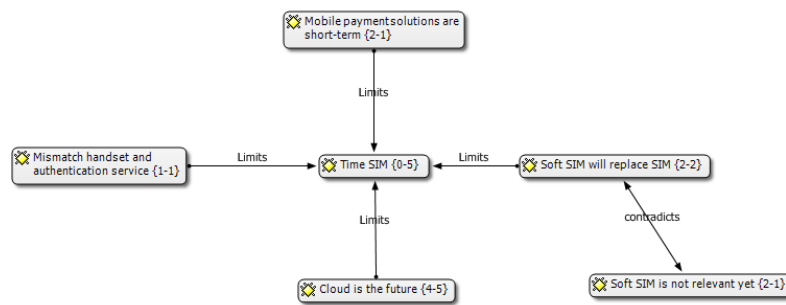 Mobile payment solutions are
short-term {2-1}
Limits
Mismatch handset and
authentication service {1-1}
Limits
Time SIM {0-5}
Limits
Soft SIM will replace SIM {2-2}
Limits
contradicts
Cloud is the future {4-5}
Soft SIM is not relevant yet {2-1}